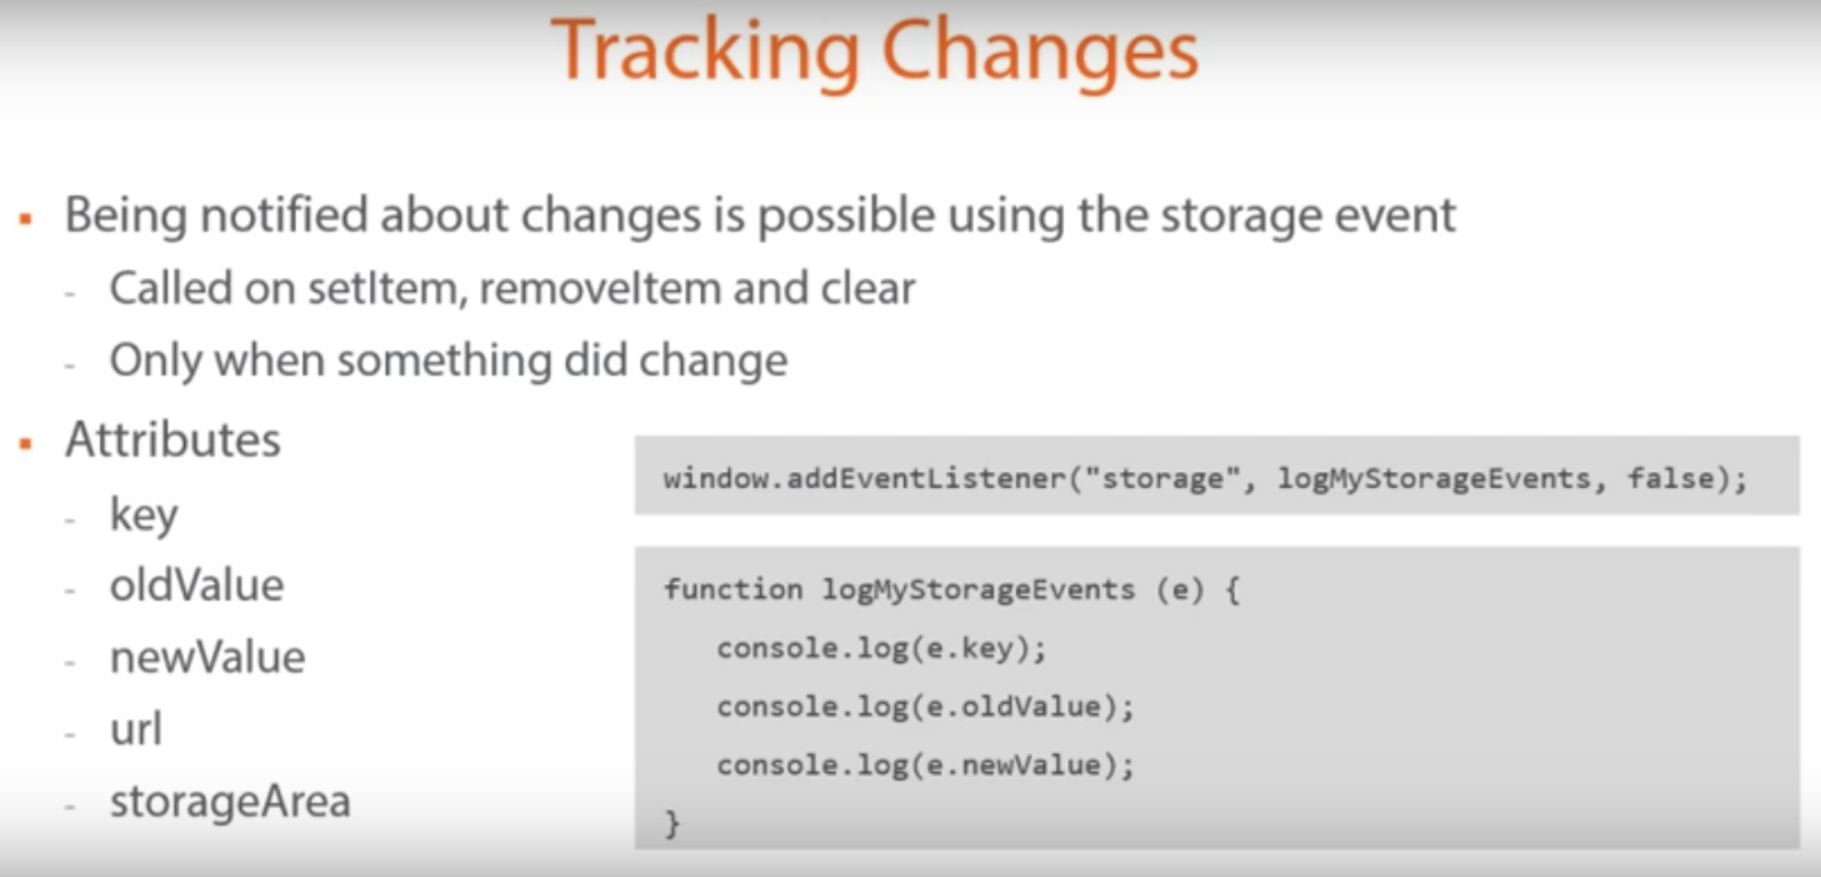 Tracking Changes
▪ Being notified about changes is possible using the storage event
- Called on setItem, removeItem and clear
- Only when something did change
▪ Attributes
- key
- oldValue
- newValue
- url
- storageArea
window.addEventListener("storage", logMyStorageEvents, false);
function logMyStorageEvents (e) {
console.log(e.key);
console.log(e.oldValue);
console.log(e.newValue);
}